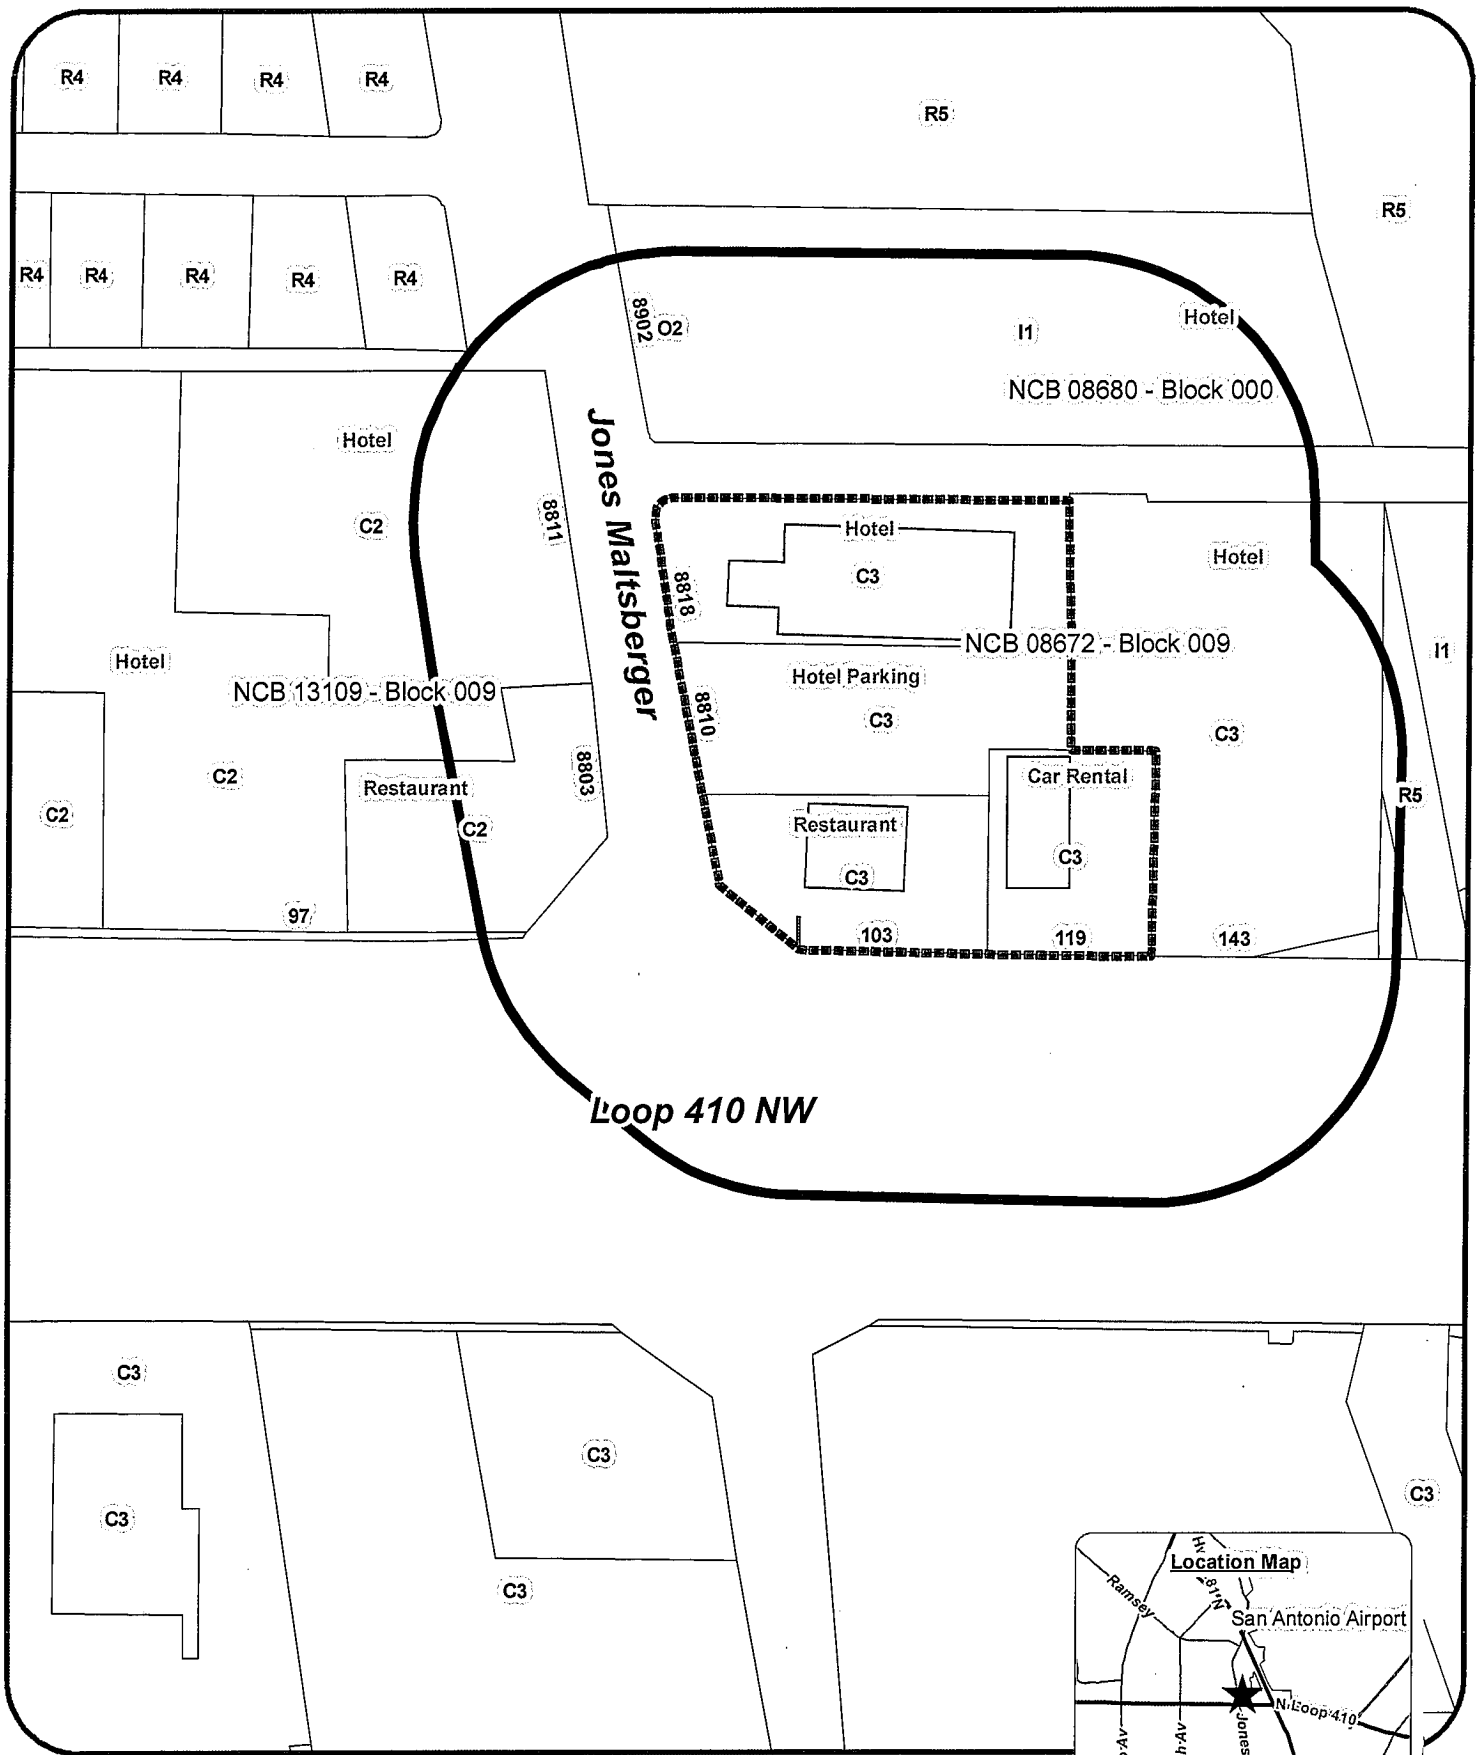 R4
R4
R4
R4
R5
R5
R4
R4
R4
R4
R4
8902
O2
I1
Hotel
NCB 08680 - Block 000
Hotel
C2
8811
Jones Maltsberger
Hotel
C3
8818
Hotel
NCB 08672 - Block 009
I1
Hotel
NCB 13109 - Block 009
Hotel Parking
C3
8810
C3
C2
C2
Restaurant
C2
8803
97
Car Rental
C3
Restaurant
C3
R5
103
119
143
Loop 410 NW
C3
C3
C3
C3
C3
Location Map
Ramsey
San Antonio Airport
N Loop 410
Jones